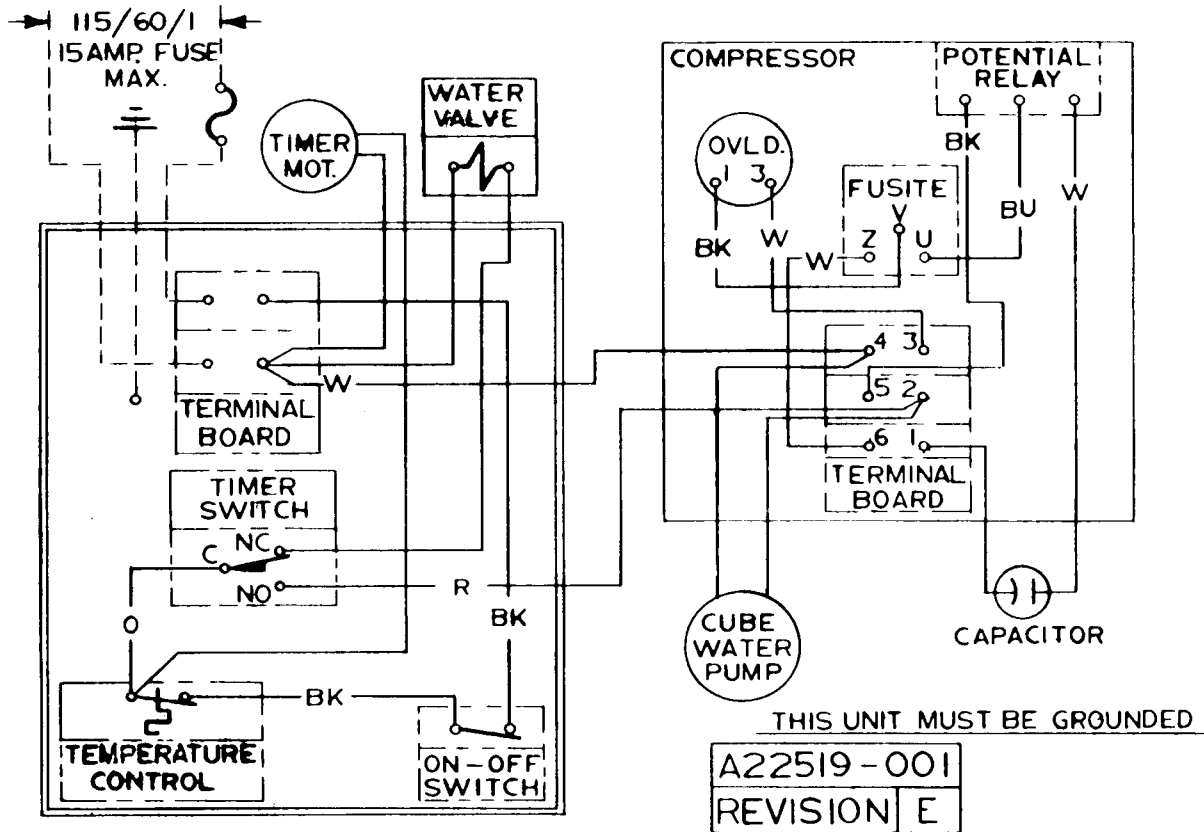 115/60/1
15 AMP. FUSE
MAX.
TIMER
MOT.
WATER
VALVE
COMPRESSOR
POTENTIAL
RELAY
OVLD.
1 3
BK
FUSITE
V
Z U
BK
W
W
BU
W
4 3
5 2
6 1
TERMINAL
BOARD
W
TERMINAL
BOARD
TIMER
SWITCH
C
NC
NO
R
O
BK
BK
TEMPERATURE
CONTROL
ON-OFF
SWITCH
CUBE
WATER
PUMP
CAPACITOR
THIS UNIT MUST BE GROUNDED
A22519-001
REVISION E